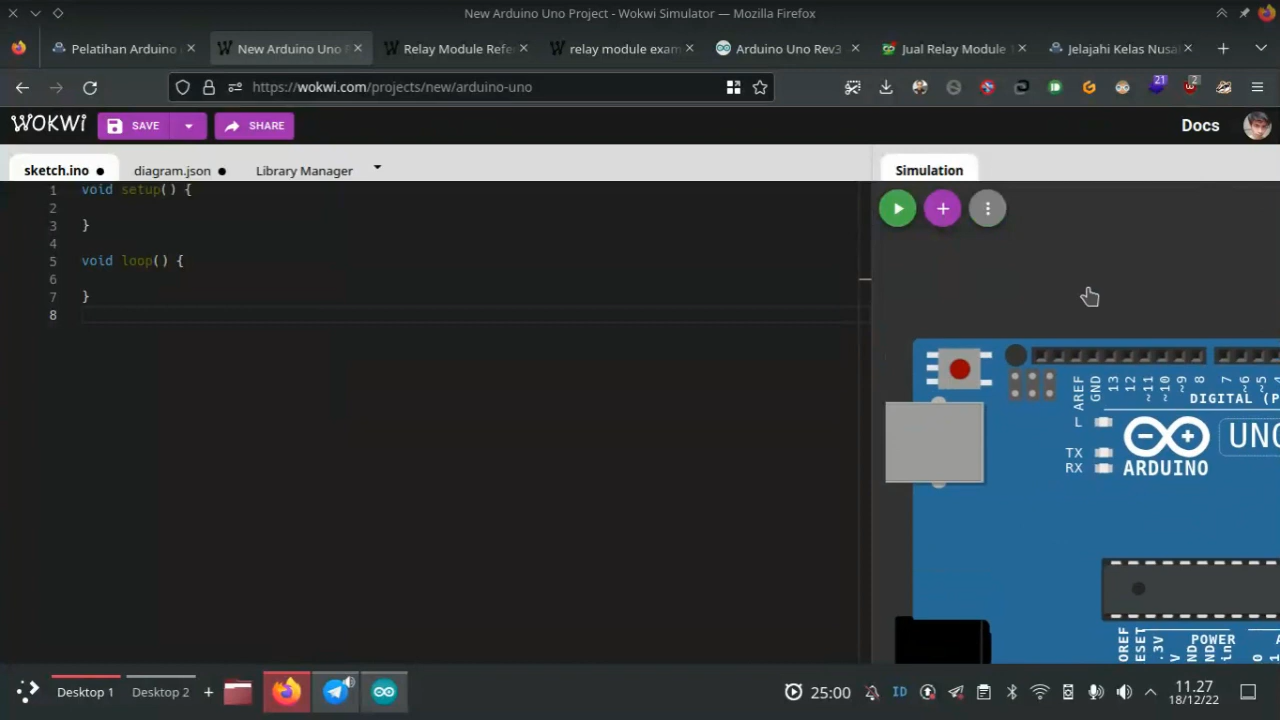 New Arduino Uno Project - Wokwi Simulator — Mozilla Firefox
Pelatihan Arduino
New Arduino Uno P
Relay Module Refer
relay module exam
Arduino Uno Rev3
Jual Relay Module
Jelajahi Kelas Nusa
https://wokwi.com/projects/new/arduino-uno
21
2
WOKWI
SAVE
SHARE
Docs
sketch.ino
diagram.json
Library Manager
Simulation
1 void setup() {
2
3 }
4
5 void loop() {
6
7 }
8
AREF
GND
13
12
~11
~10
~9
8
7
~6
~5
DIGITAL (P
L
TX
RX
UNO
ARDUINO
POWER
Desktop 1
Desktop 2
25:00
ID
11.27
18/12/22